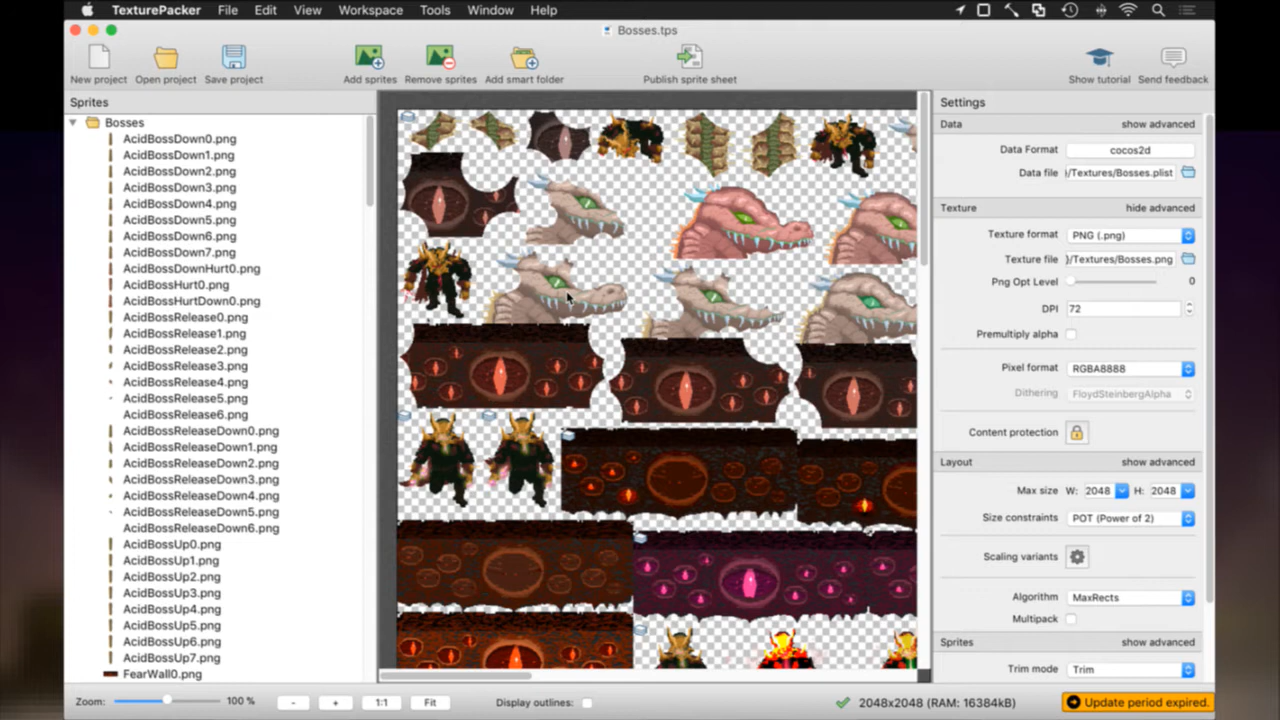 TexturePacker File Edit View Workspace Tools Window Help
Bosses.tps
New project Open project Save project Add sprites Remove sprites Add smart folder Publish sprite sheet Show tutorial Send feedback
Sprites
Bosses
AcidBossDown0.png
AcidBossDown1.png
AcidBossDown2.png
AcidBossDown3.png
AcidBossDown4.png
AcidBossDown5.png
AcidBossDown6.png
AcidBossDown7.png
AcidBossDownHurt0.png
AcidBossHurt0.png
AcidBossHurtDown0.png
AcidBossRelease0.png
AcidBossRelease1.png
AcidBossRelease2.png
AcidBossRelease3.png
AcidBossRelease4.png
AcidBossRelease5.png
AcidBossRelease6.png
AcidBossReleaseDown0.png
AcidBossReleaseDown1.png
AcidBossReleaseDown2.png
AcidBossReleaseDown3.png
AcidBossReleaseDown4.png
AcidBossReleaseDown5.png
AcidBossReleaseDown6.png
AcidBossUp0.png
AcidBossUp1.png
AcidBossUp2.png
AcidBossUp3.png
AcidBossUp4.png
AcidBossUp5.png
AcidBossUp6.png
AcidBossUp7.png
FearWall0.png
Settings
Data show advanced
Data Format cocos2d
Data file )/Textures/Bosses.plist
Texture hide advanced
Texture format PNG (.png)
Texture file )/Textures/Bosses.png
Png Opt Level 0
DPI 72
Premultiply alpha
Pixel format RGBA8888
Dithering FloydSteinbergAlpha
Content protection
Layout show advanced
Max size W: 2048 H: 2048
Size constraints POT (Power of 2)
Scaling variants
Algorithm MaxRects
Multipack
Sprites show advanced
Trim mode Trim
Zoom: 100 % - + 1:1 Fit Display outlines: 2048x2048 (RAM: 16384kB) Update period expired.